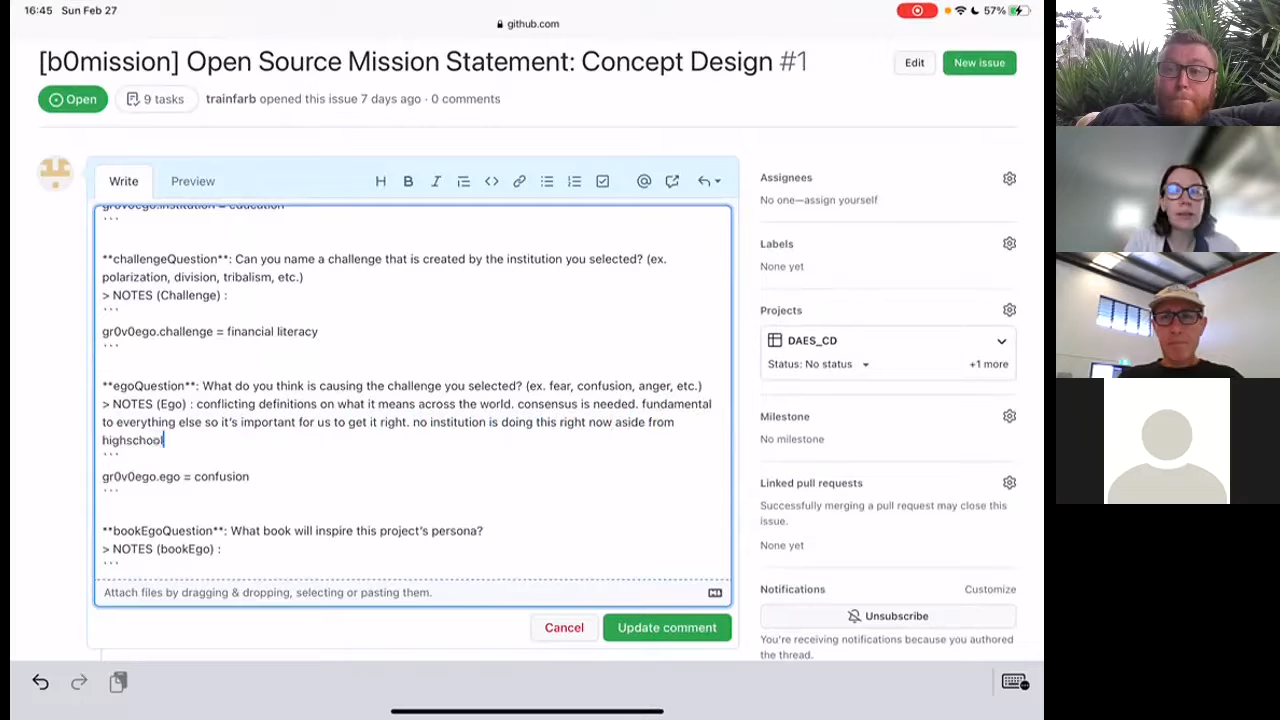 16:45 Sun Feb 27
57%
github.com
[b0mission] Open Source Mission Statement: Concept Design #1
Edit
New issue
Open
9 tasks
trainfarb opened this issue 7 days ago · 0 comments
Write
Preview
H B I
gr0v0ego.institution = education
```
**challengeQuestion**: Can you name a challenge that is created by the institution you selected? (ex.
polarization, division, tribalism, etc.)
> NOTES (Challenge) :
```
gr0v0ego.challenge = financial literacy
```
**egoQuestion**: What do you think is causing the challenge you selected? (ex. fear, confusion, anger, etc.)
> NOTES (Ego) : conflicting definitions on what it means across the world. consensus is needed. fundamental
to everything else so it's important for us to get it right. no institution is doing this right now aside from
highschool
```
gr0v0ego.ego = confusion
```
**bookEgoQuestion**: What book will inspire this project's persona?
> NOTES (bookEgo) :
```
Attach files by dragging & dropping, selecting or pasting them.
Cancel
Update comment
Assignees
No one—assign yourself
Labels
None yet
Projects
DAES_CD
Status: No status
+1 more
Milestone
No milestone
Linked pull requests
Successfully merging a pull request may close this
issue.
None yet
Notifications
Customize
Unsubscribe
You're receiving notifications because you authored
the thread.